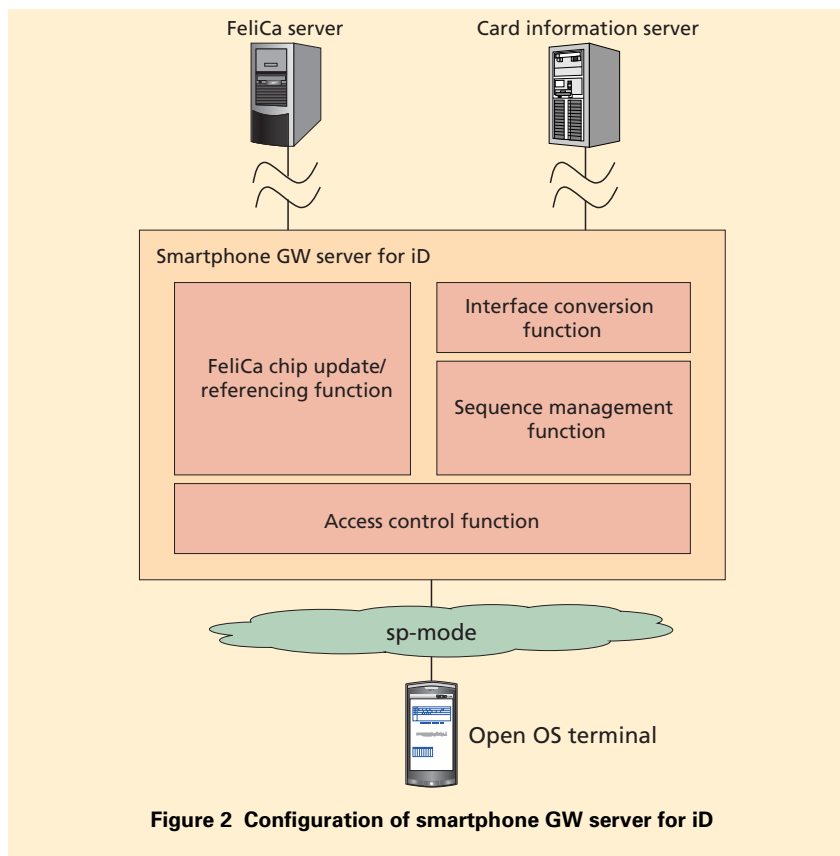 FeliCa server
Card information server
Smartphone GW server for iD
FeliCa chip update/
referencing function
Interface conversion
function
Sequence management
function
Access control function
sp-mode
Open OS terminal
Figure 2 Configuration of smartphone GW server for iD